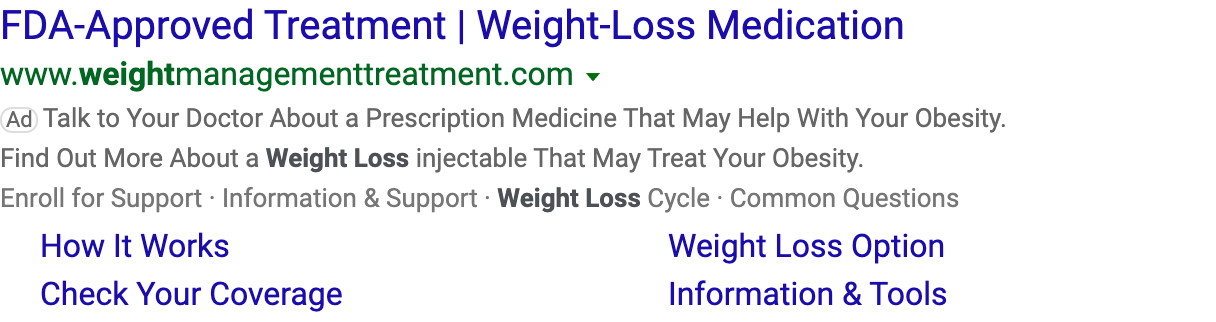 FDA-Approved Treatment | Weight-Loss Medication
www.weightmanagementtreatment.com
Ad Talk to Your Doctor About a Prescription Medicine That May Help With Your Obesity.
Find Out More About a Weight Loss injectable That May Treat Your Obesity.
Enroll for Support · Information & Support · Weight Loss Cycle · Common Questions
How It Works
Weight Loss Option
Check Your Coverage
Information & Tools